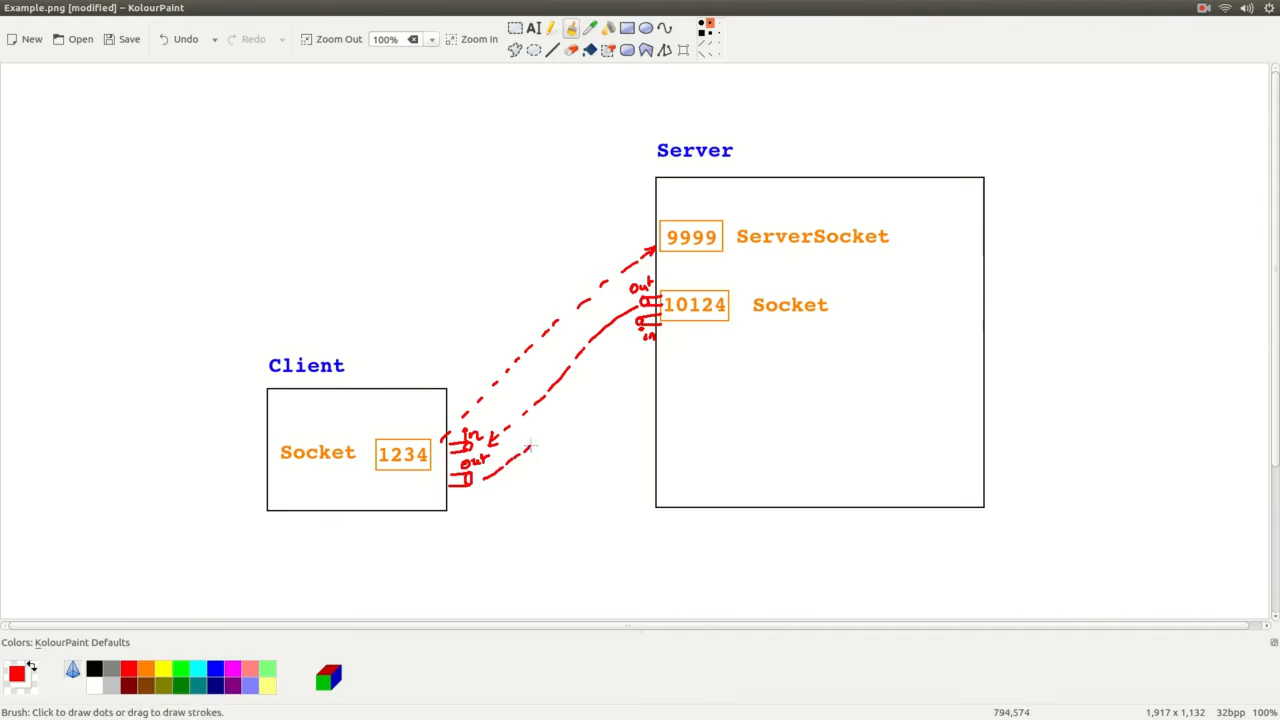 Example.png [modified] - KolourPaint
New Open Save Undo Redo Zoom Out 100% Zoom In
Server
9999 ServerSocket
out
10124 Socket
in
Client
in
Socket 1234
out
Colors: KolourPaint Defaults
Brush: Click to draw dots or drag to draw strokes. 794,574 1,917 x 1,132 32bpp 100%